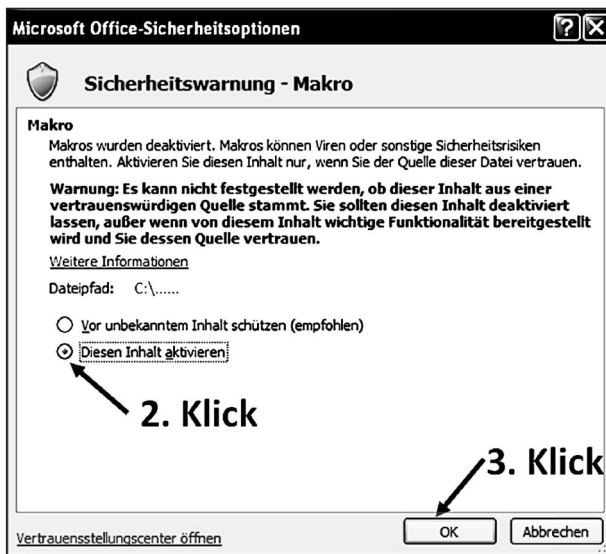 Microsoft Office-Sicherheitsoptionen
Sicherheitswarnung - Makro
Makro
Makros wurden deaktiviert. Makros können Viren oder sonstige Sicherheitsrisiken
enthalten. Aktivieren Sie diesen Inhalt nur, wenn Sie der Quelle dieser Datei vertrauen.
Warnung: Es kann nicht festgestellt werden, ob dieser Inhalt aus einer
vertrauenswürdigen Quelle stammt. Sie sollten diesen Inhalt deaktiviert
lassen, außer wenn von diesem Inhalt wichtige Funktionalität bereitgestellt
wird und Sie dessen Quelle vertrauen.
Weitere Informationen
Dateipfad: C:\......
Vor unbekanntem Inhalt schützen (empfohlen)
Diesen Inhalt aktivieren
2. Klick
3. Klick
Vertrauensstellungscenter öffnen
OK
Abbrechen